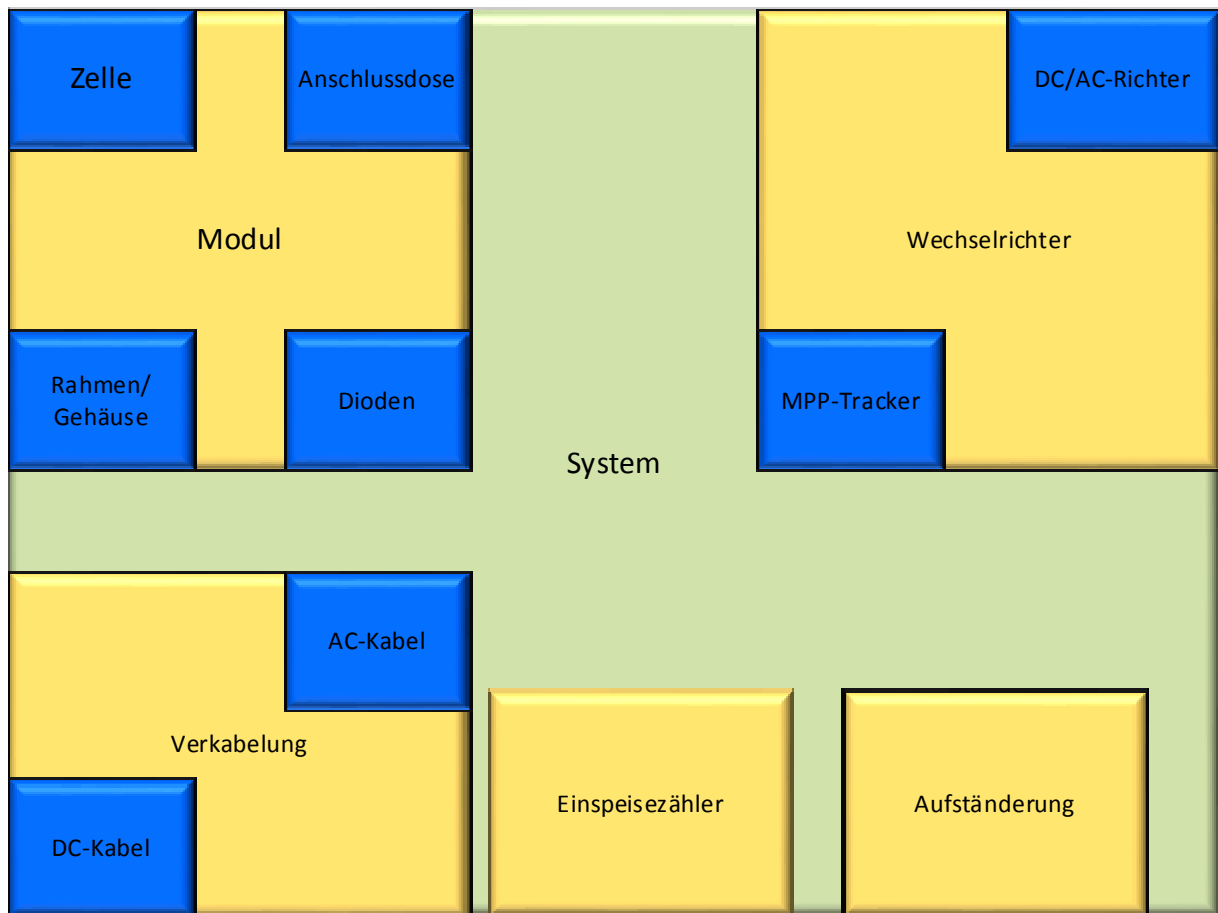 Zelle
Anschlussdose
DC/AC-Richter
Modul
Wechselrichter
Rahmen/
Gehäuse
Dioden
MPP-Tracker
System
AC-Kabel
Verkabelung
Einspeisezähler
Aufständerung
DC-Kabel